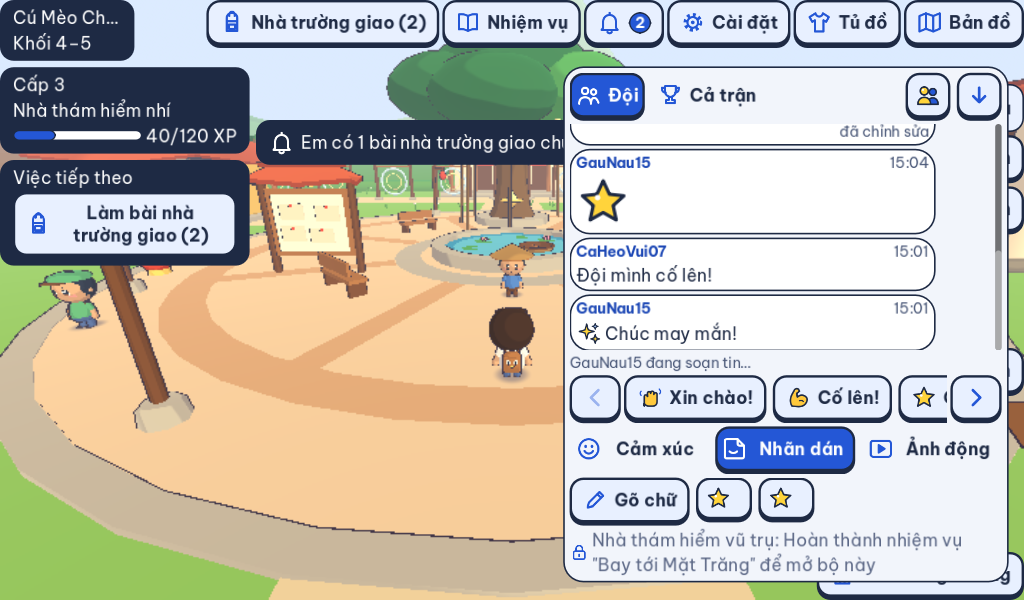 Cú Mèo Ch...
Khối 4–5
Nhà trường giao (2)
Nhiệm vụ
2
Cài đặt
Tủ đồ
Bản đồ
Cấp 3
Nhà thám hiểm nhí
40/120 XP
Việc tiếp theo
Làm bài nhà
trường giao (2)
Em có 1 bài nhà trường giao
Đội
Cả trận
đã chỉnh sửa
GauNau15
15:04
CaHeoVui07
15:01
Đội mình cố lên!
GauNau15
15:01
Chúc may mắn!
GauNau15 đang soạn tin...
Xin chào!
Cố lên!
Cảm xúc
Nhãn dán
Ảnh động
Gõ chữ
Nhà thám hiểm vũ trụ: Hoàn thành nhiệm vụ
"Bay tới Mặt Trăng" để mở bộ này